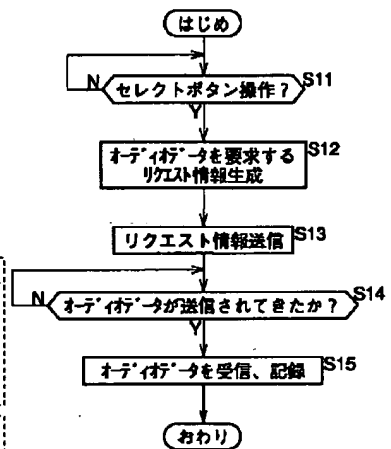 はじめ
セレクトボタン操作？ S11
N
Y
オーディオデータを要求する S12
リクエスト情報生成
リクエスト情報送信 S13
オーディオデータが送信されてきたか？ S14
N
Y
オーディオデータを受信、記録 S15
おわり